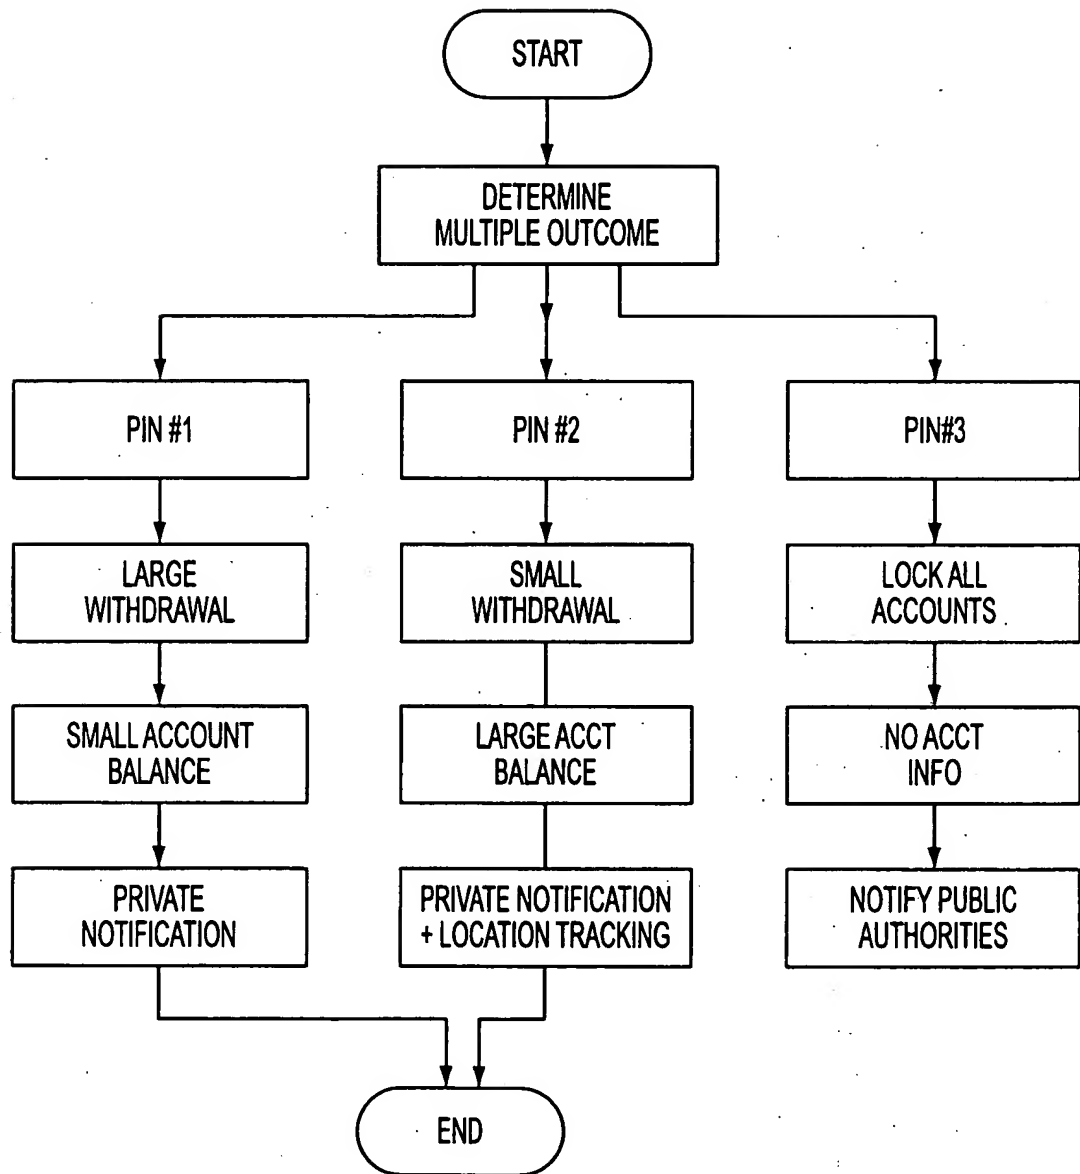 START
DETERMINE
MULTIPLE OUTCOME
PIN #1
PIN #2
PIN#3
LARGE
WITHDRAWAL
SMALL
WITHDRAWAL
LOCK ALL
ACCOUNTS
SMALL ACCOUNT
BALANCE
LARGE ACCT
BALANCE
NO ACCT
INFO
PRIVATE
NOTIFICATION
PRIVATE NOTIFICATION
+ LOCATION TRACKING
NOTIFY PUBLIC
AUTHORITIES
END